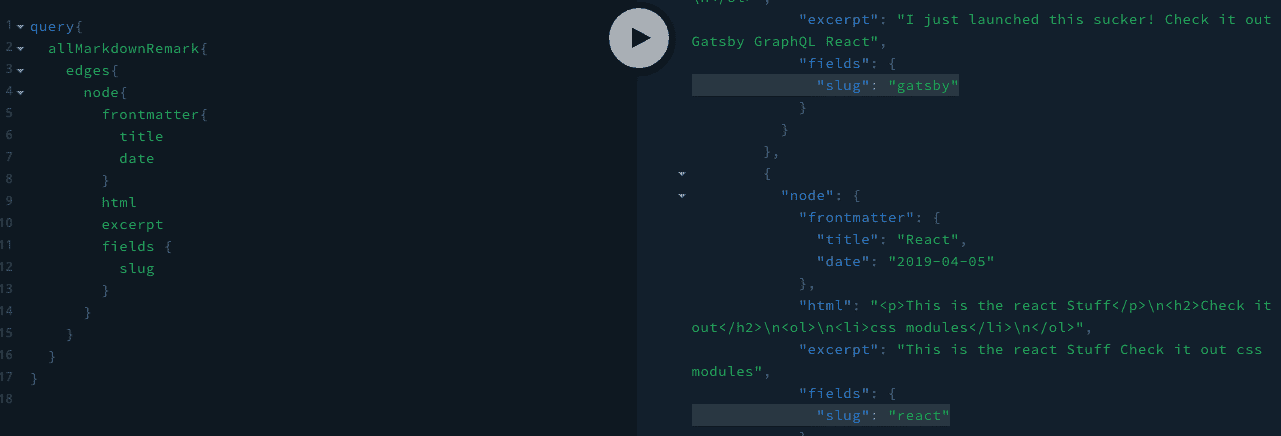 1 query{
2 allMarkdownRemark{
3 edges{
4 node{
5 frontmatter{
6 title
7 date
8 }
9 html
10 excerpt
11 fields {
12 slug
13 }
14 }
15 }
16 }
17 }
18
"excerpt": "I just launched this sucker! Check it out
Gatsby GraphQL React",
"fields": {
"slug": "gatsby"
}
}
},
{
"node": {
"frontmatter": {
"title": "React",
"date": "2019-04-05"
},
"html": "<p>This is the react Stuff</p>\n<h2>Check it
out</h2>\n<ol>\n<li>css modules</li>\n</ol>",
"excerpt": "This is the react Stuff Check it out css
modules",
"fields": {
"slug": "react"